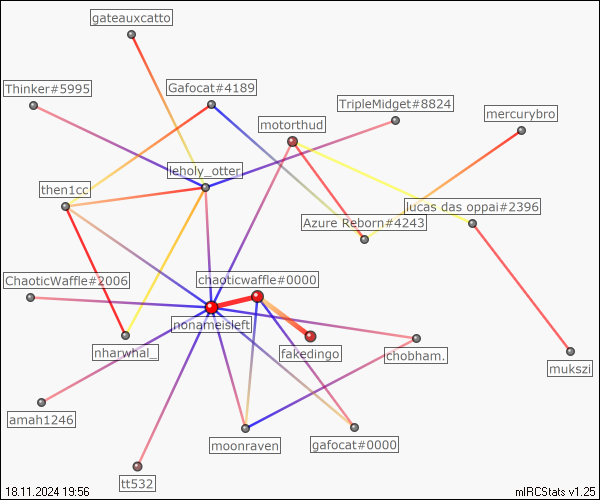 gateauxcatto
Thinker#5995
Gafocat#4189
TripleMidget#8824
mercurybro
motorthud
leholy_otter
then1cc
lucas das oppai#2396
Azure Reborn#4243
ChaoticWaffle#2006
chaoticwaffle#0000
nonameisleft
nharwhal_
fakedingo
chobham.
mukszi
amah1246
moonraven
gafocat#0000
tt532
18.11.2024 19:56
mIRCStats v1.25